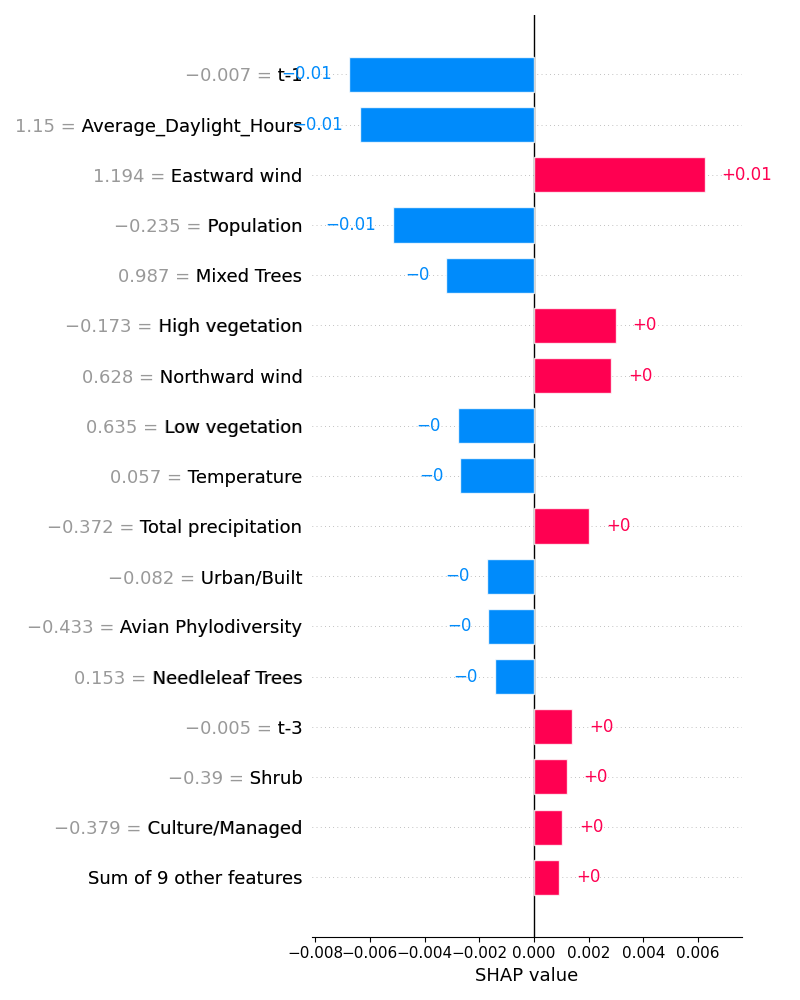 −0.007 = t-1 −0.01
1.15 = Average_Daylight_Hours −0.01
1.194 = Eastward wind +0.01
−0.235 = Population −0.01
0.987 = Mixed Trees −0
−0.173 = High vegetation +0
0.628 = Northward wind +0
0.635 = Low vegetation −0
0.057 = Temperature −0
−0.372 = Total precipitation +0
−0.082 = Urban/Built −0
−0.433 = Avian Phylodiversity −0
0.153 = Needleleaf Trees −0
−0.005 = t-3 +0
−0.39 = Shrub +0
−0.379 = Culture/Managed +0
Sum of 9 other features +0
−0.008 −0.006 −0.004 −0.002 0.000 0.002 0.004 0.006
SHAP value